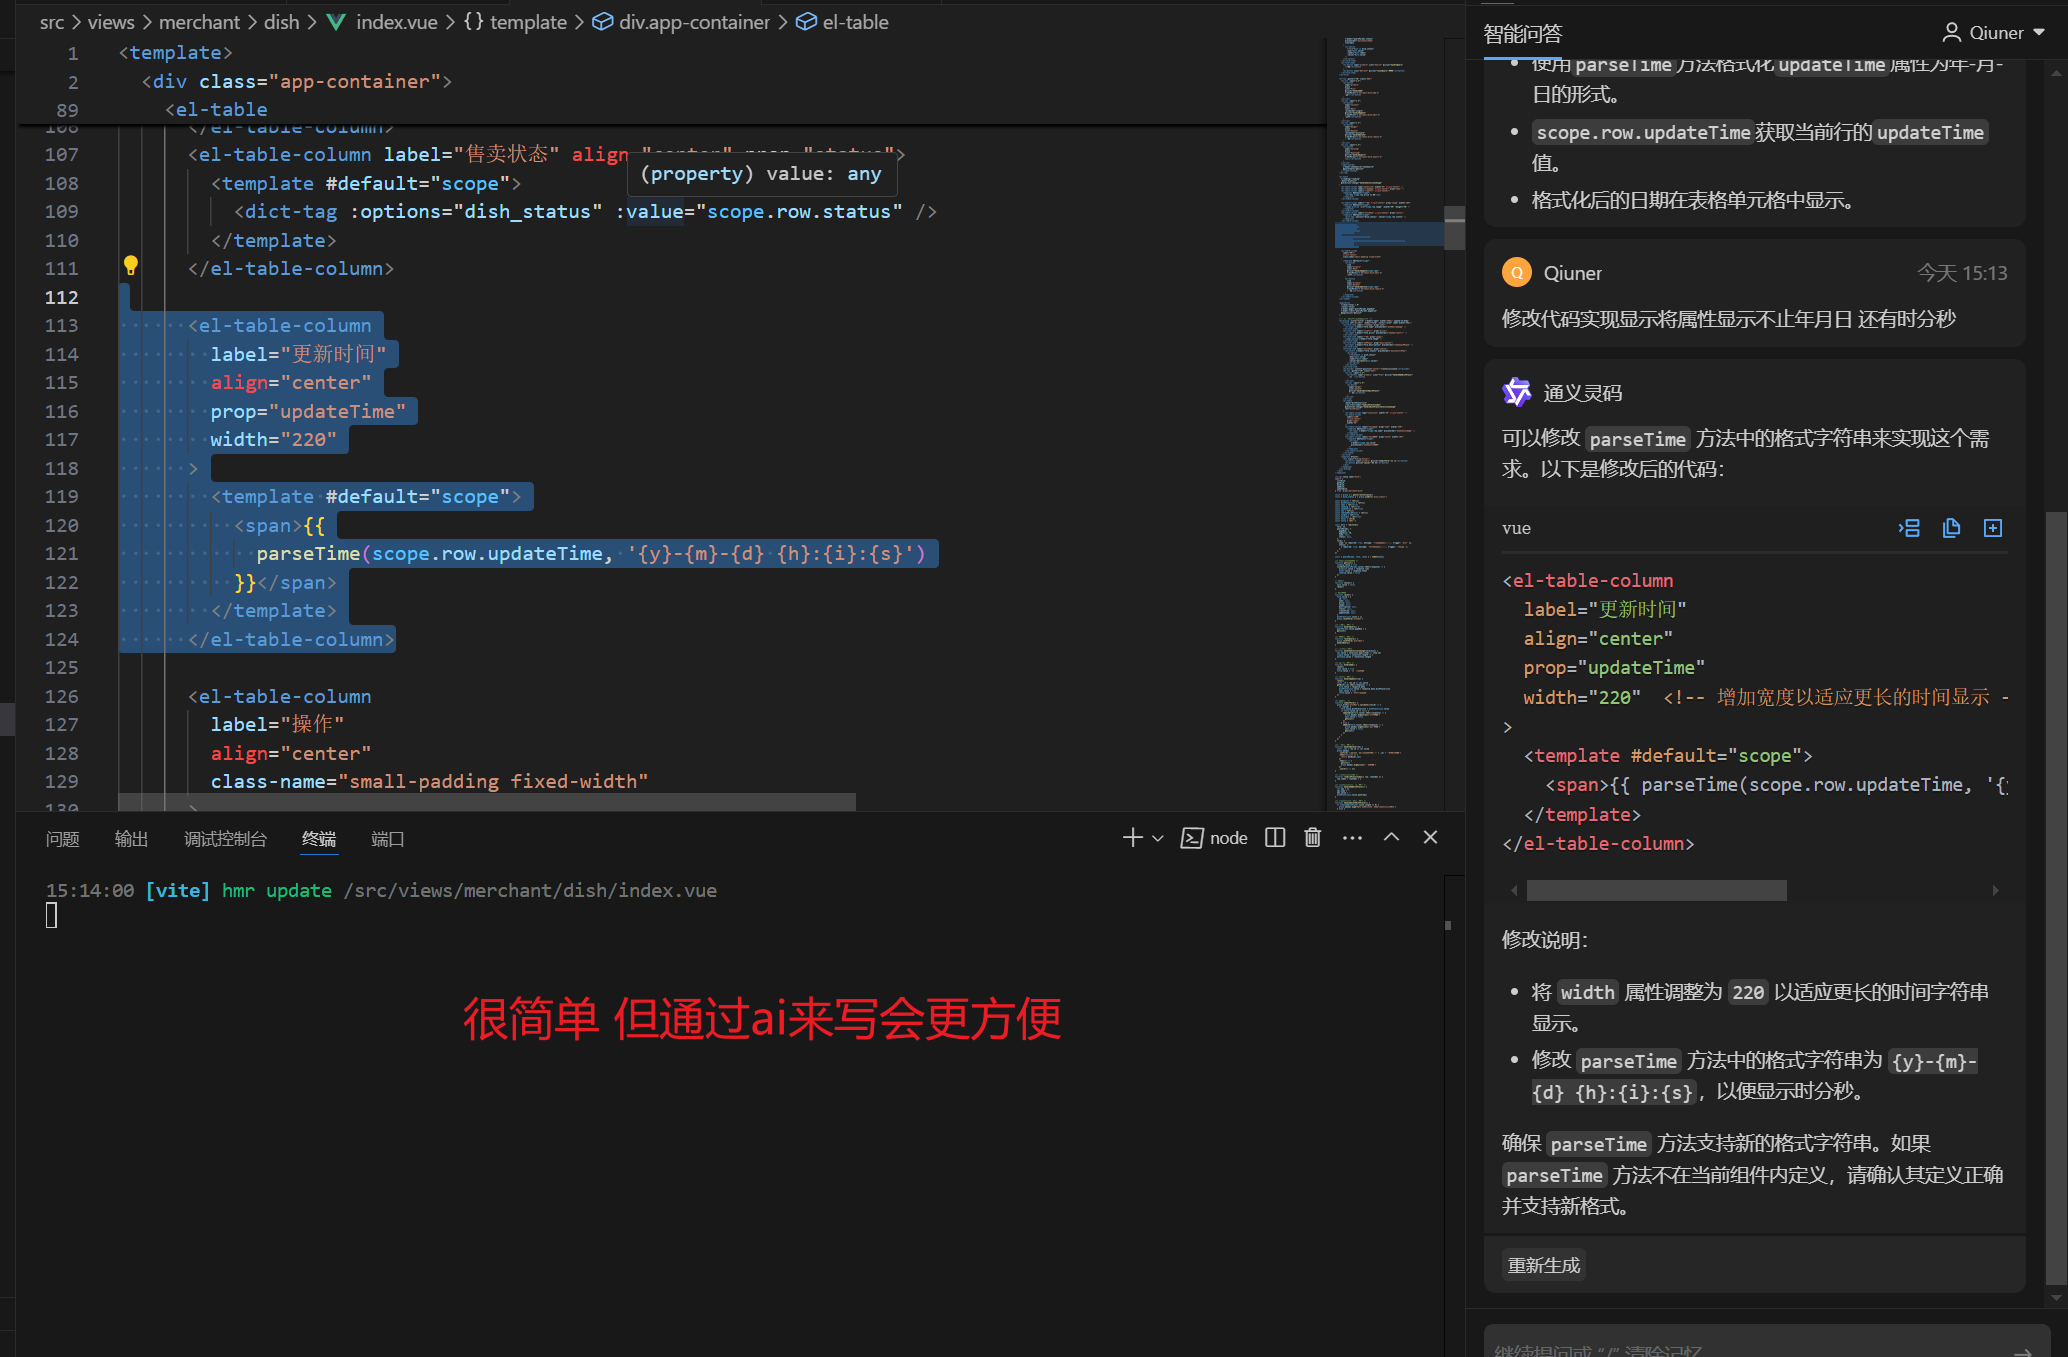 src > views > merchant > dish > index.vue > {} template > div.app-container > el-table
1 <template>
2 <div class="app-container">
89 <el-table
106 </el-table-column>
107 <el-table-column label="售卖状态" align="center" prop="status">
(property) value: any
108 <template #default="scope">
109 <dict-tag :options="dish_status" :value="scope.row.status" />
110 </template>
111 </el-table-column>
112
113 <el-table-column
114 label="更新时间"
115 align="center"
116 prop="updateTime"
117 width="220"
118 >
119 <template #default="scope">
120 <span>{{
121 parseTime(scope.row.updateTime, '{y}-{m}-{d} {h}:{i}:{s}')
122 }}</span>
123 </template>
124 </el-table-column>
125
126 <el-table-column
127 label="操作"
128 align="center"
129 class-name="small-padding fixed-width"
130 >
问题 输出 调试控制台 终端 端口
node
15:14:00 [vite] hmr update /src/views/merchant/dish/index.vue
很简单 但通过ai来写会更方便
智能问答
Qiuner
使用 parseTime 方法格式化 updateTime 属性为年-月-
日的形式。
scope.row.updateTime 获取当前行的 updateTime
值。
格式化后的日期在表格单元格中显示。
Q Qiuner 今天 15:13
修改代码实现显示将属性显示不止年月日 还有时分秒
通义灵码
可以修改 parseTime 方法中的格式字符串来实现这个需
求。以下是修改后的代码：
vue
<el-table-column
label="更新时间"
align="center"
prop="updateTime"
width="220" <!-- 增加宽度以适应更长的时间显示 -
>
<template #default="scope">
<span>{{ parseTime(scope.row.updateTime, '{y
</template>
</el-table-column>
修改说明：
将 width 属性调整为 220 以适应更长的时间字符串
显示。
修改 parseTime 方法中的格式字符串为 {y}-{m}-
{d} {h}:{i}:{s}，以便显示时分秒。
确保 parseTime 方法支持新的格式字符串。如果
parseTime 方法不在当前组件内定义，请确认其定义正确
并支持新格式。
重新生成
继续提问或 “/” 清除记忆